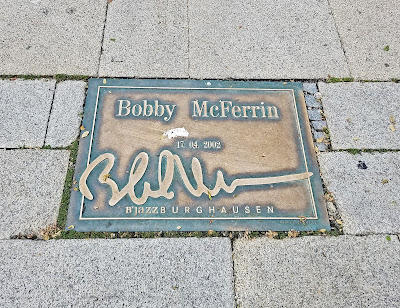 Bobby McFerrin
17. 04. 2002
B'JAZZBURGHAUSEN